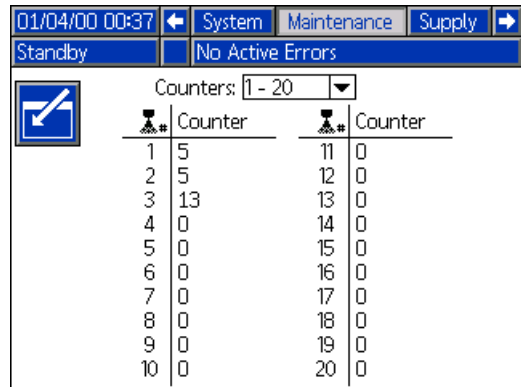 01/04/00 00:37 System Maintenance Supply
Standby No Active Errors
Counters: 1 - 20
# Counter # Counter
1 5 11 0
2 5 12 0
3 13 13 0
4 0 14 0
5 0 15 0
6 0 16 0
7 0 17 0
8 0 18 0
9 0 19 0
10 0 20 0